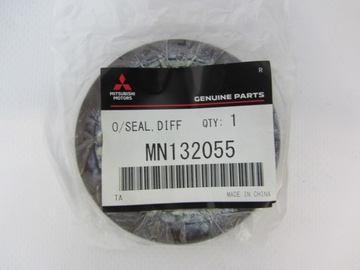 R
MITSUBISHI
MOTORS
GENUINE PARTS
O/SEAL,DIFF QTY: 1
MN132055
TA MADE IN CHINA